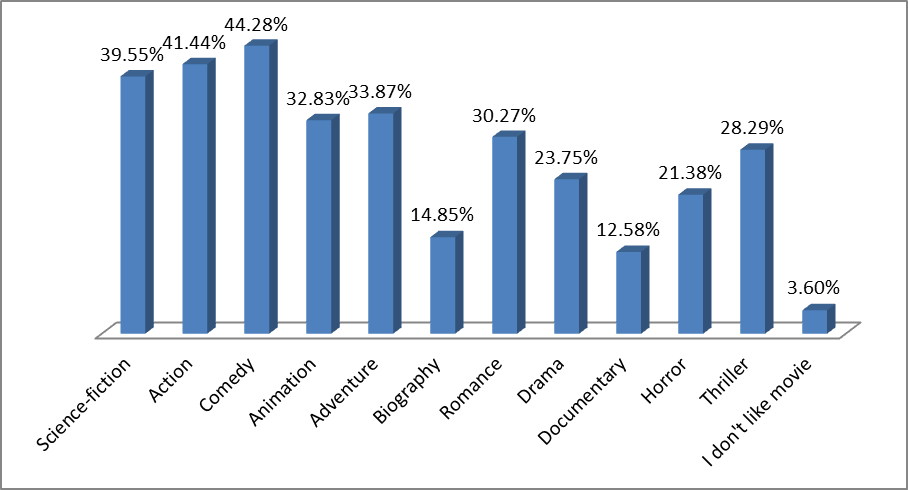 39.55%
41.44%
44.28%
32.83%
33.87%
14.85%
30.27%
23.75%
12.58%
21.38%
28.29%
3.60%
Science-fiction
Action
Comedy
Animation
Adventure
Biography
Romance
Drama
Documentary
Horror
Thriller
I don't like movie